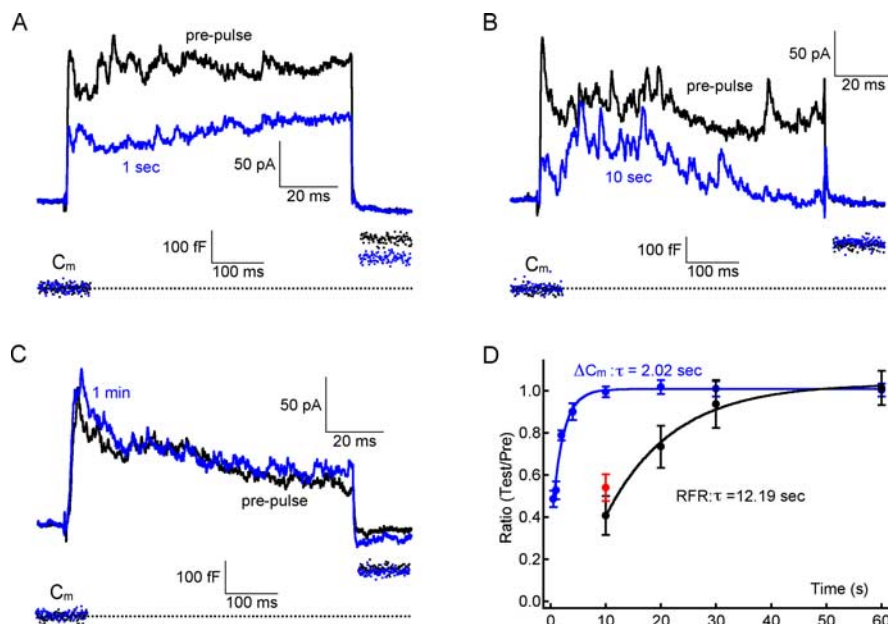 A
pre-pulse
1 sec
50 pA
20 ms
100 fF
100 ms
Cm
B
50 pA
20 ms
pre-pulse
10 sec
100 fF
100 ms
Cm
C
1 min
50 pA
20 ms
pre-pulse
100 fF
100 ms
Cm
D
ΔCm:τ = 2.02 sec
RFR:τ =12.19 sec
Ratio (Test/Pre)
1.0
0.8
0.6
0.4
0.2
0.0
Time (s)
0
10
20
30
40
50
60